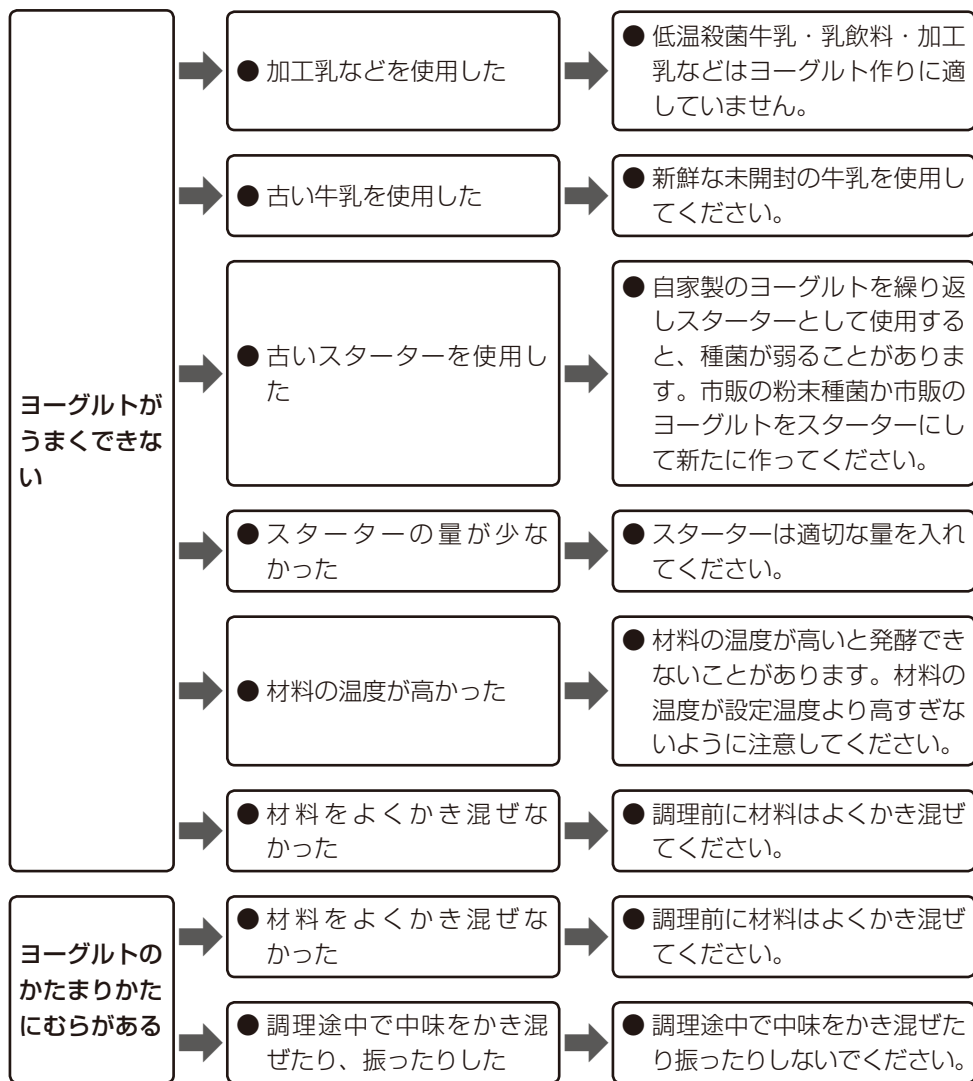 ヨーグルトが
うまくできな
い
● 加工乳などを使用した
● 低温殺菌牛乳・乳飲料・加工
乳などはヨーグルト作りに適
していません。
● 古い牛乳を使用した
● 新鮮な未開封の牛乳を使用し
てください。
● 古いスターターを使用し
た
● 自家製のヨーグルトを繰り返
しスターターとして使用する
と、種菌が弱ることがありま
す。市販の粉末種菌か市販の
ヨーグルトをスターターにし
て新たに作ってください。
● スターターの量が少な
かった
● スターターは適切な量を入れ
てください。
● 材料の温度が高かった
● 材料の温度が高いと発酵でき
ないことがあります。材料の
温度が設定温度より高すぎな
いように注意してください。
● 材料をよくかき混ぜな
かった
● 調理前に材料はよくかき混ぜ
てください。
ヨーグルトの
かたまりかた
にむらがある
● 材料をよくかき混ぜな
かった
● 調理前に材料はよくかき混ぜ
てください。
● 調理途中で中味をかき混
ぜたり、振ったりした
● 調理途中で中味をかき混ぜた
り振ったりしないでください。